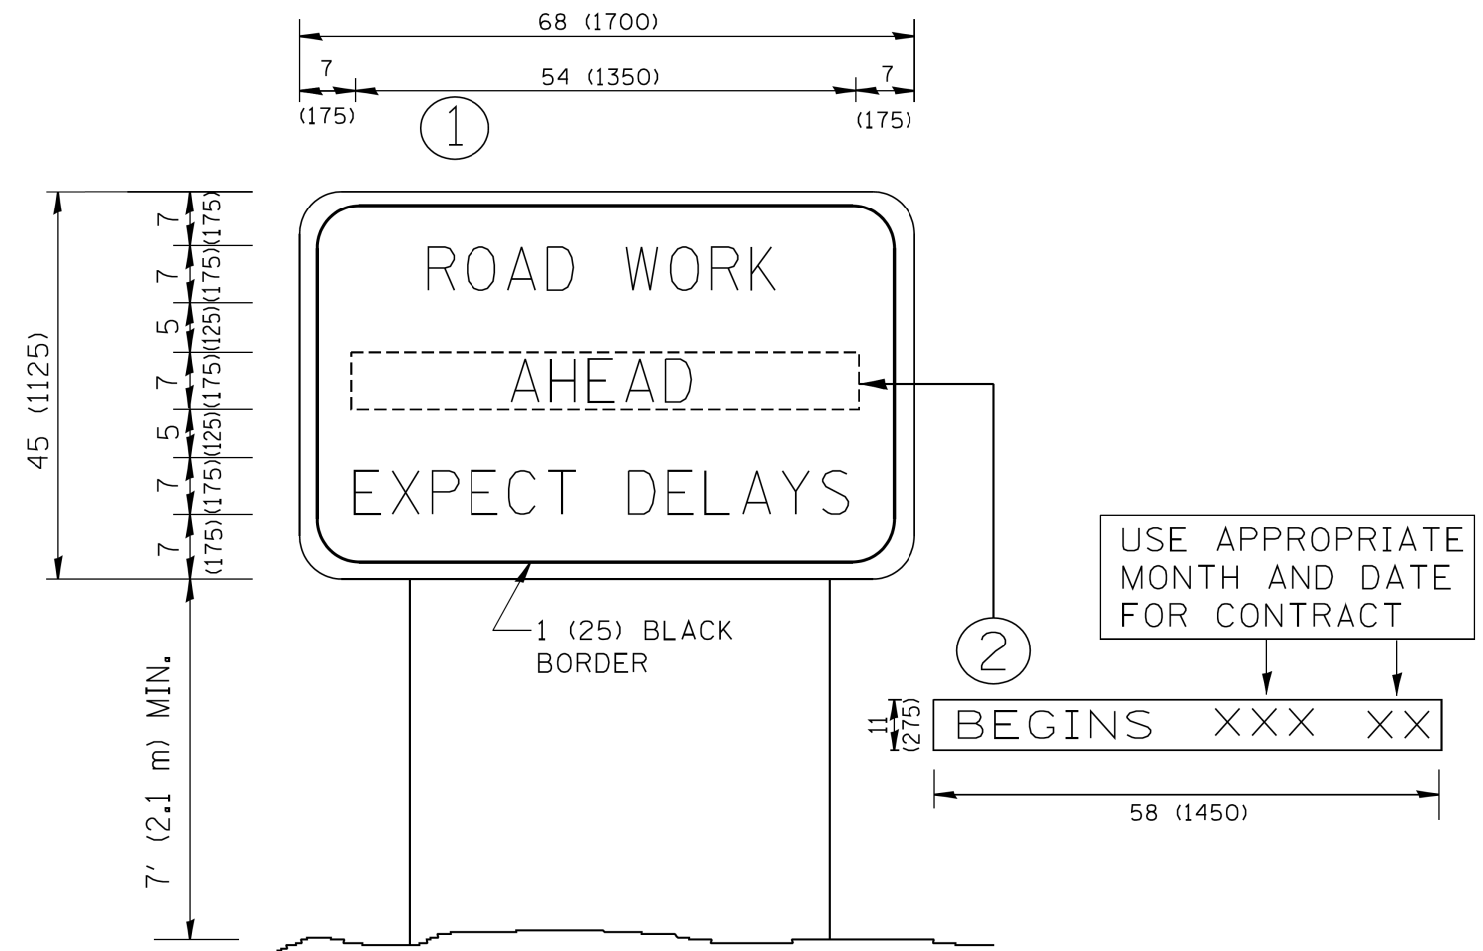 68 (1700)
7
54 (1350)
7
(175)
(175)
1
45 (1125)
7
(175)
7
(175)
5
(125)
7
(175)
5
(125)
7
(175)
7
(175)
ROAD WORK
AHEAD
EXPECT DELAYS
1 (25) BLACK
BORDER
7' (2.1 m) MIN.
2
USE APPROPRIATE
MONTH AND DATE
FOR CONTRACT
11
(275)
BEGINS XXX XX
58 (1450)